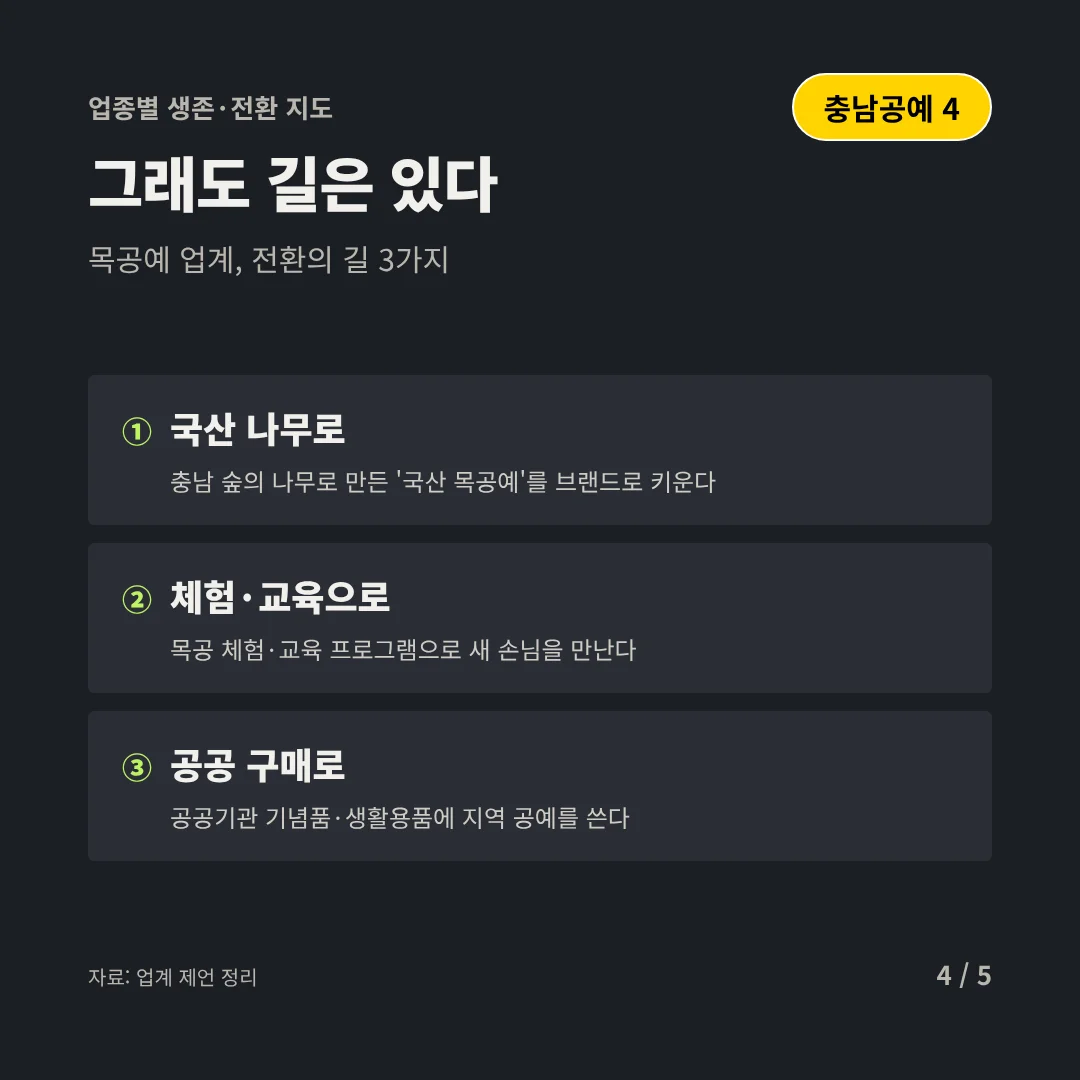 업종별 생존·전환 지도
충남공예 4
그래도 길은 있다
목공예 업계, 전환의 길 3가지
① 국산 나무로
충남 숲의 나무로 만든 '국산 목공예'를 브랜드로 키운다
② 체험·교육으로
목공 체험·교육 프로그램으로 새 손님을 만난다
③ 공공 구매로
공공기관 기념품·생활용품에 지역 공예를 쓴다
자료: 업계 제언 정리
4 / 5